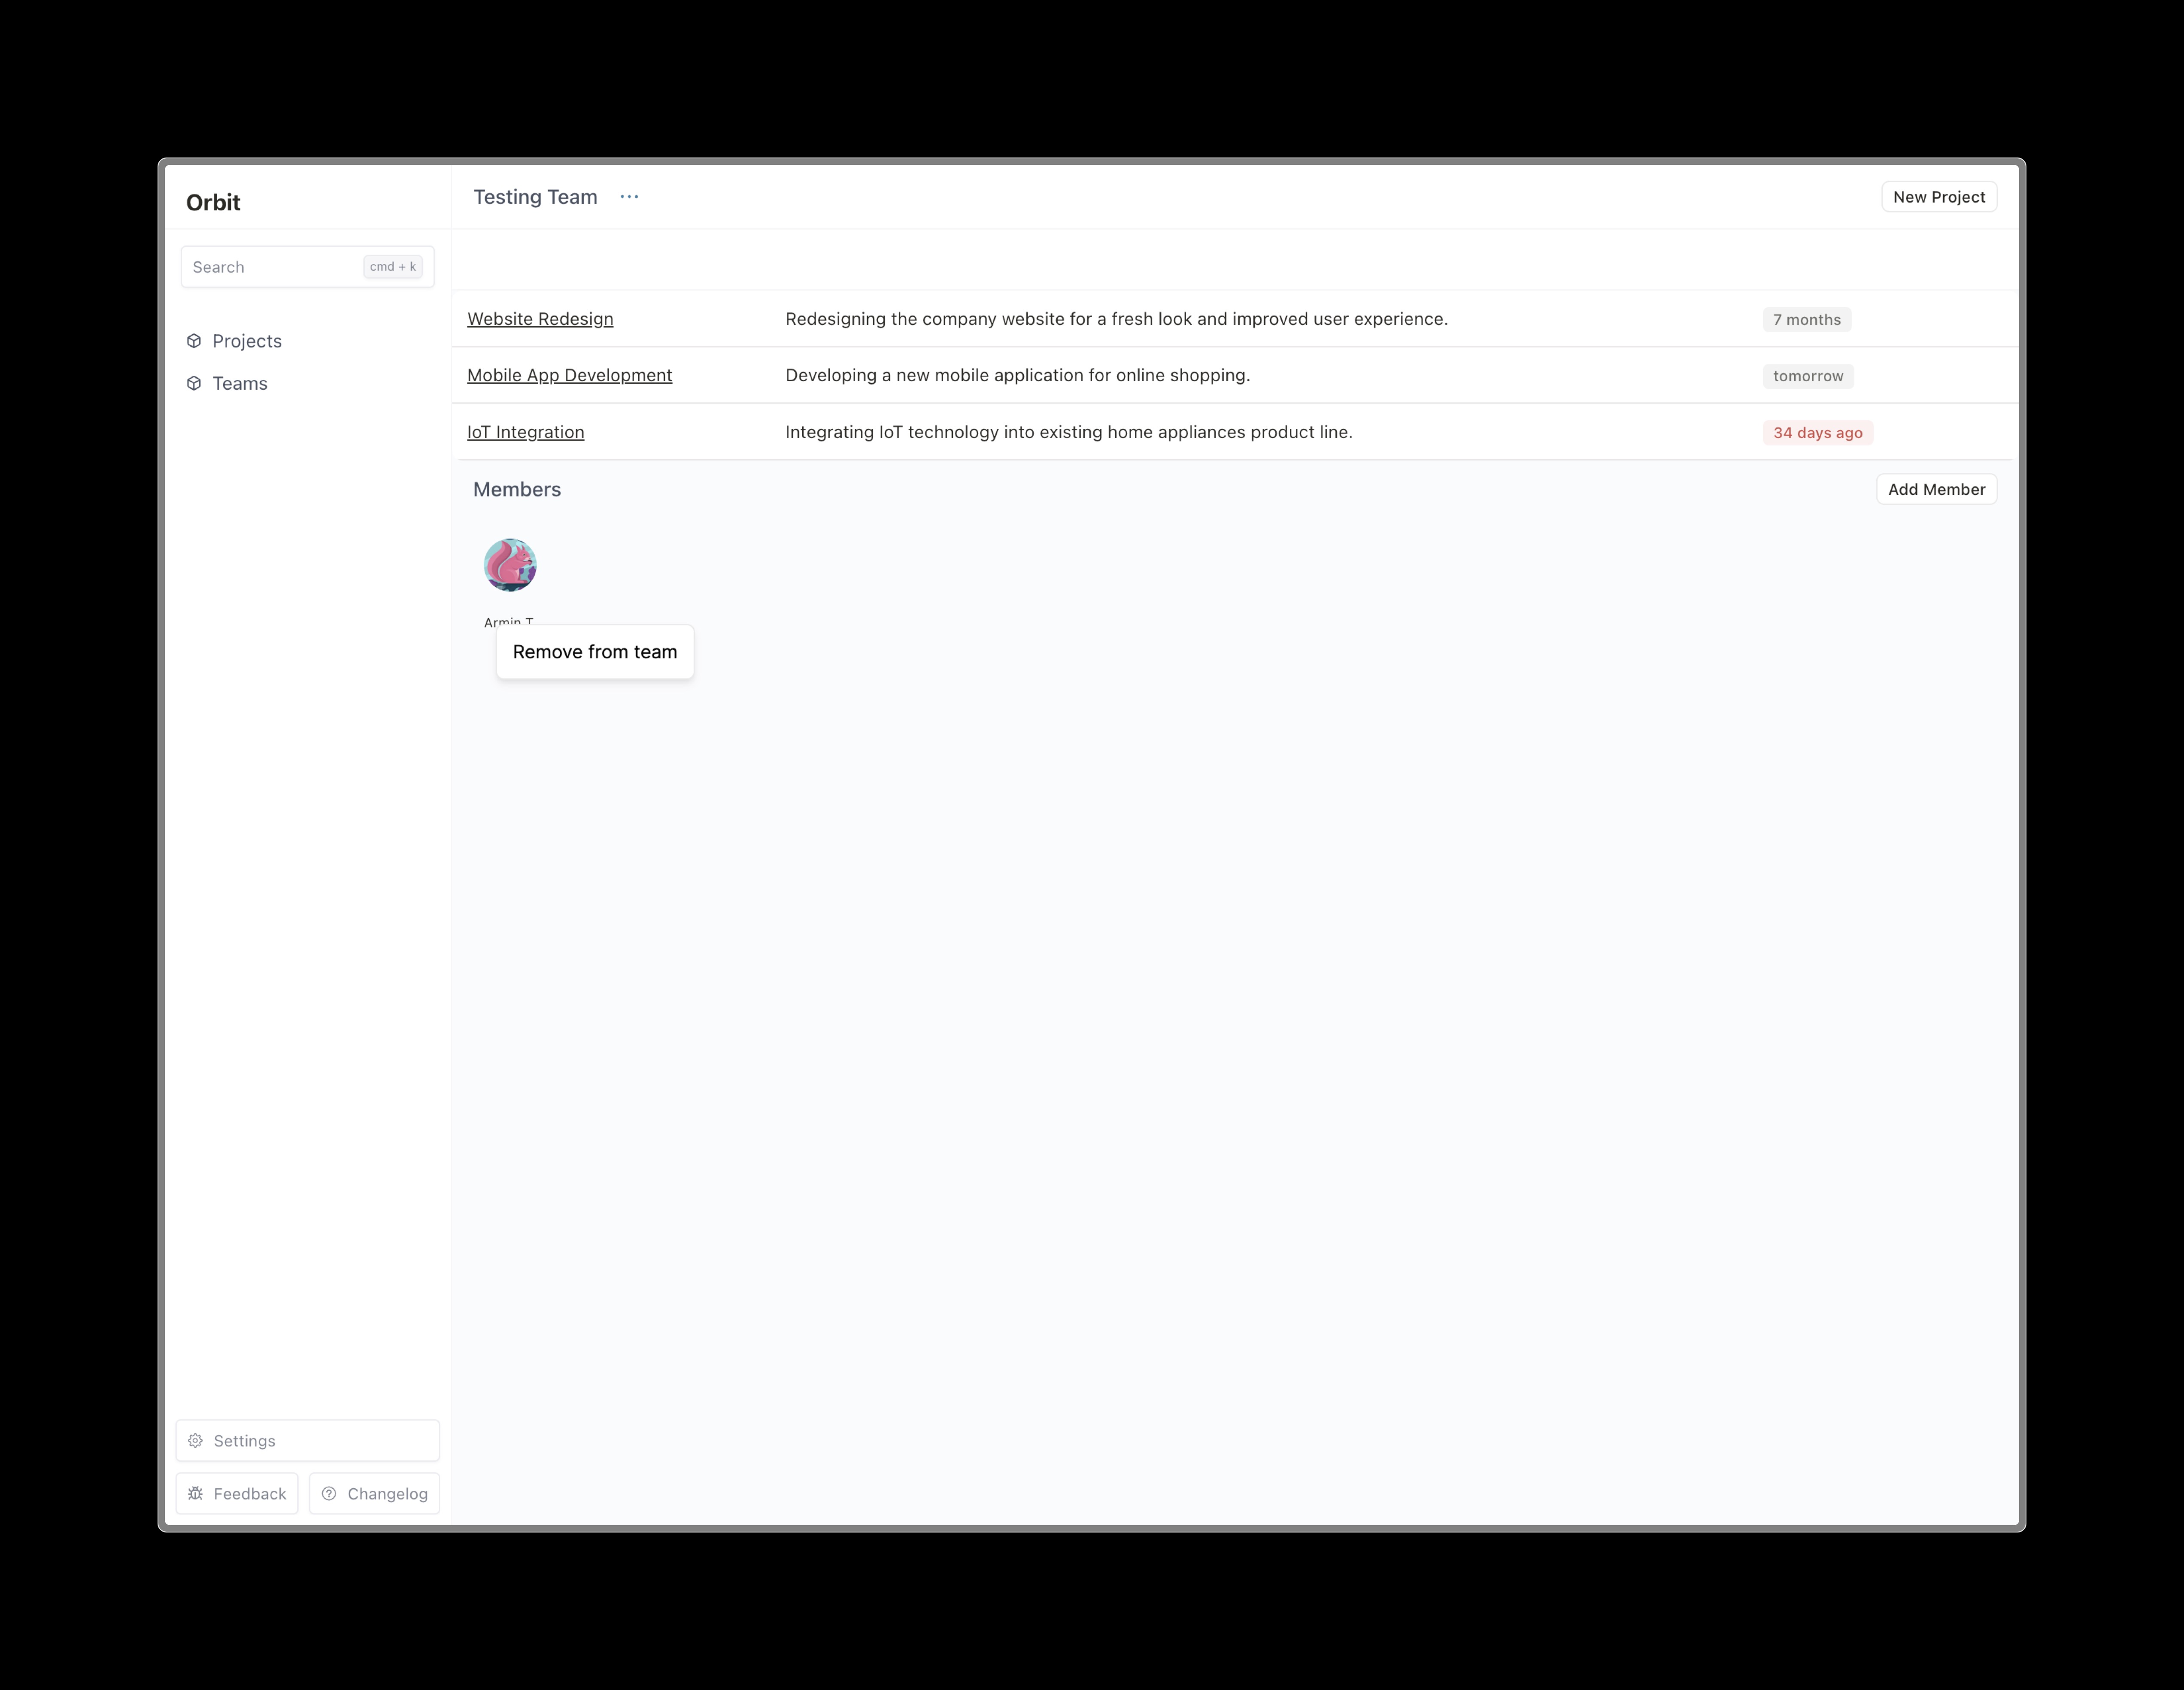 Orbit
Search
cmd + k
Projects
Teams
Settings
Feedback
Changelog
Testing Team
...
New Project
Website Redesign
Redesigning the company website for a fresh look and improved user experience.
7 months
Mobile App Development
Developing a new mobile application for online shopping.
tomorrow
IoT Integration
Integrating IoT technology into existing home appliances product line.
34 days ago
Members
Add Member
Armin T
Remove from team